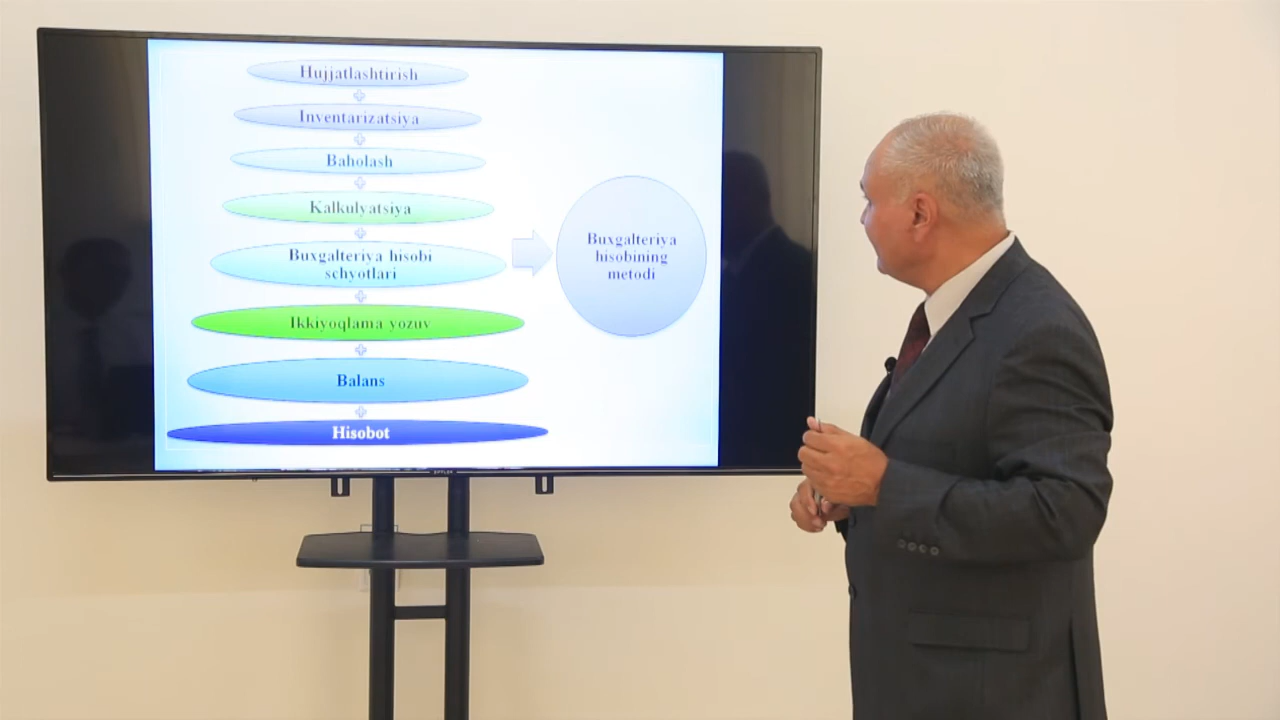 Hujjatlashtirish
Inventarizatsiya
Baholash
Kalkulyatsiya
Buxgalteriya hisobi
schyotlari
Ikkiyoqlama yozuv
Balans
Hisobot
Buxgalteriya
hisobining
metodi